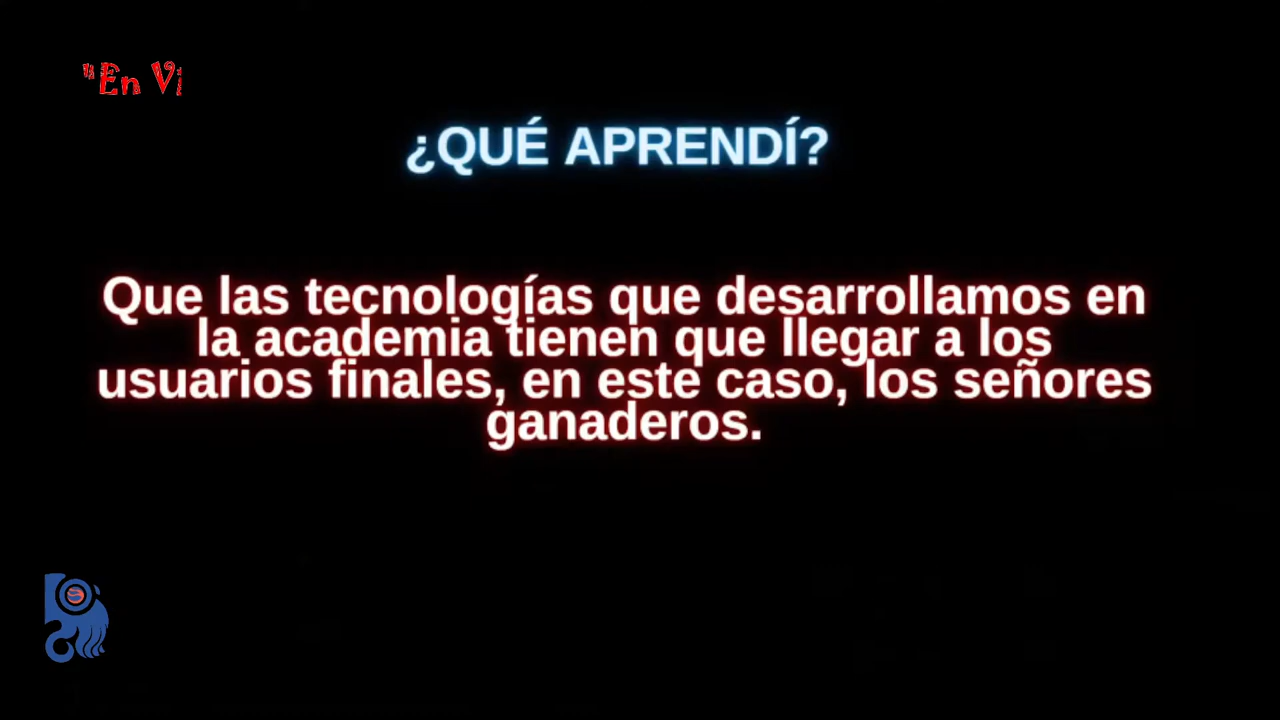 "En Vi
¿QUÉ APRENDÍ?
Que las tecnologías que desarrollamos en
la academia tienen que llegar a los
usuarios finales, en este caso, los señores
ganaderos.